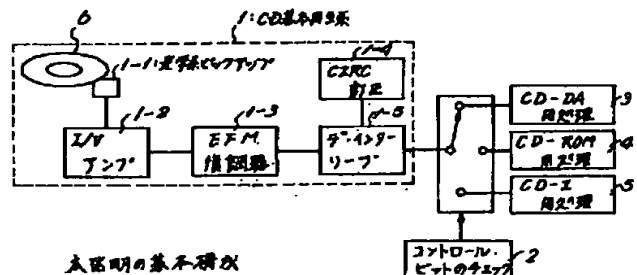 6
1:CD基本再生系
1-1:光学系ピックアップ
1-4
CIRC
訂正
1-2
I/V
アンプ
1-3
EFM
復調器
1-5
デ・インター
リーブ
CD-DA
用処理
3
CD-ROM
用処理
4
CD-I
用処理
5
コントロール・
ビットのチェック
2
本発明の基本構成